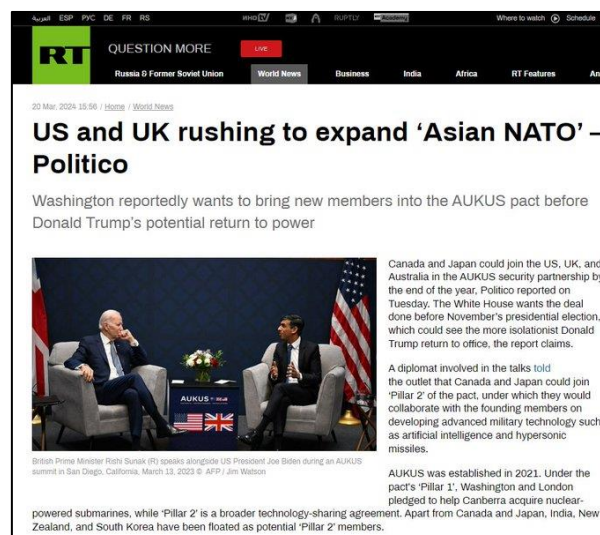 العربية ESP РУС DE FR RS ИНО TV RUPTLY Academy Where to watch Schedule
RT QUESTION MORE LIVE
Russia & Former Soviet Union World News Business India Africa RT Features
20 Mar, 2024 15:56 / Home / World News
US and UK rushing to expand ‘Asian NATO’ –
Politico
Washington reportedly wants to bring new members into the AUKUS pact before
Donald Trump’s potential return to power
Canada and Japan could join the US, UK, and
Australia in the AUKUS security partnership by
the end of the year, Politico reported on
Tuesday. The White House wants the deal
done before November’s presidential election,
which could see the more isolationist Donald
Trump return to office, the report claims.
A diplomat involved in the talks told
the outlet that Canada and Japan could join
‘Pillar 2’ of the pact, under which they would
collaborate with the founding members on
developing advanced military technology such
as artificial intelligence and hypersonic
missiles.
AUKUS
British Prime Minister Rishi Sunak (R) speaks alongside US President Joe Biden during an AUKUS
summit in San Diego, California, March 13, 2023 © AFP / Jim Watson
AUKUS was established in 2021. Under the
pact’s ‘Pillar 1’, Washington and London
pledged to help Canberra acquire nuclear-
powered submarines, while ‘Pillar 2’ is a broader technology-sharing agreement. Apart from Canada and Japan, India, New
Zealand, and South Korea have been floated as potential ‘Pillar 2’ members.